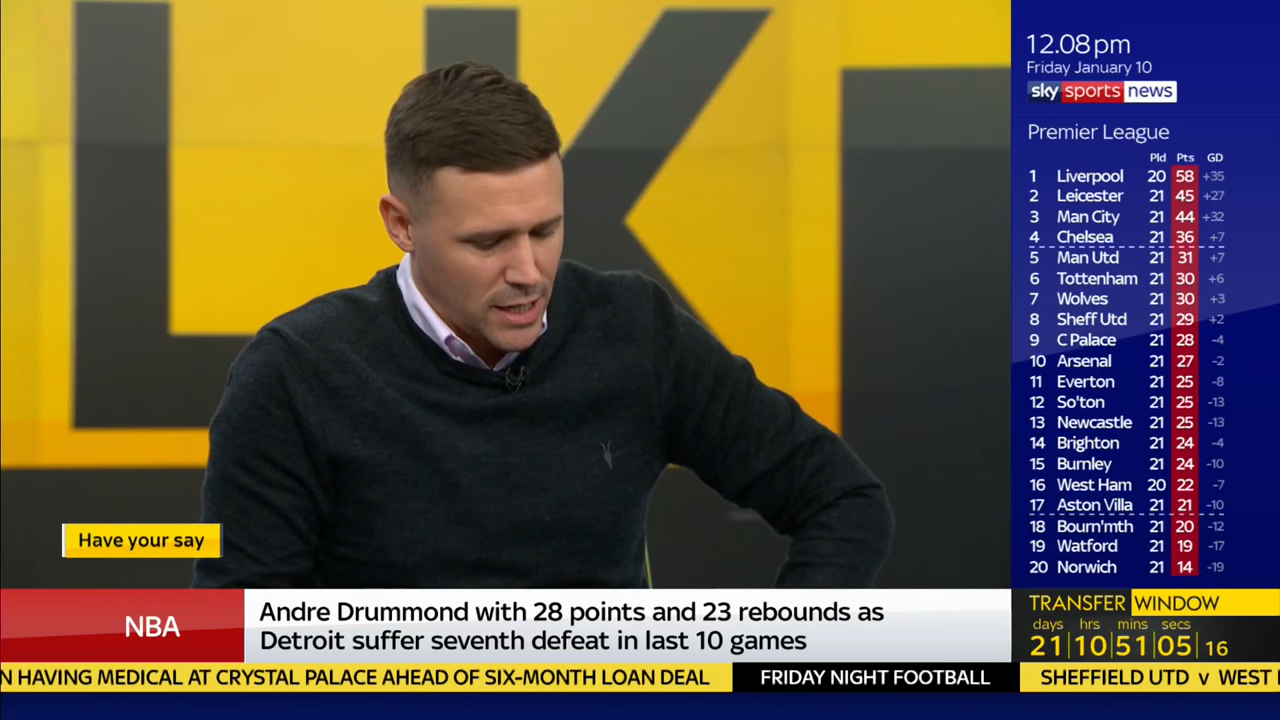 12.08pm
Friday January 10
sky sports news
Premier League
Pld Pts GD
1 Liverpool 20 58 +35
2 Leicester 21 45 +27
3 Man City 21 44 +32
4 Chelsea 21 36 +7
5 Man Utd 21 31 +7
6 Tottenham 21 30 +6
7 Wolves 21 30 +3
8 Sheff Utd 21 29 +2
9 C Palace 21 28 -4
10 Arsenal 21 27 -2
11 Everton 21 25 -8
12 So'ton 21 25 -13
13 Newcastle 21 25 -13
14 Brighton 21 24 -4
15 Burnley 21 24 -10
16 West Ham 20 22 -7
17 Aston Villa 21 21 -10
18 Bourn'mth 21 20 -12
19 Watford 21 19 -17
20 Norwich 21 14 -19
Have your say
NBA
Andre Drummond with 28 points and 23 rebounds as
Detroit suffer seventh defeat in last 10 games
TRANSFER WINDOW
days hrs mins secs
21 10 51 05 16
N HAVING MEDICAL AT CRYSTAL PALACE AHEAD OF SIX-MONTH LOAN DEAL FRIDAY NIGHT FOOTBALL SHEFFIELD UTD v WEST